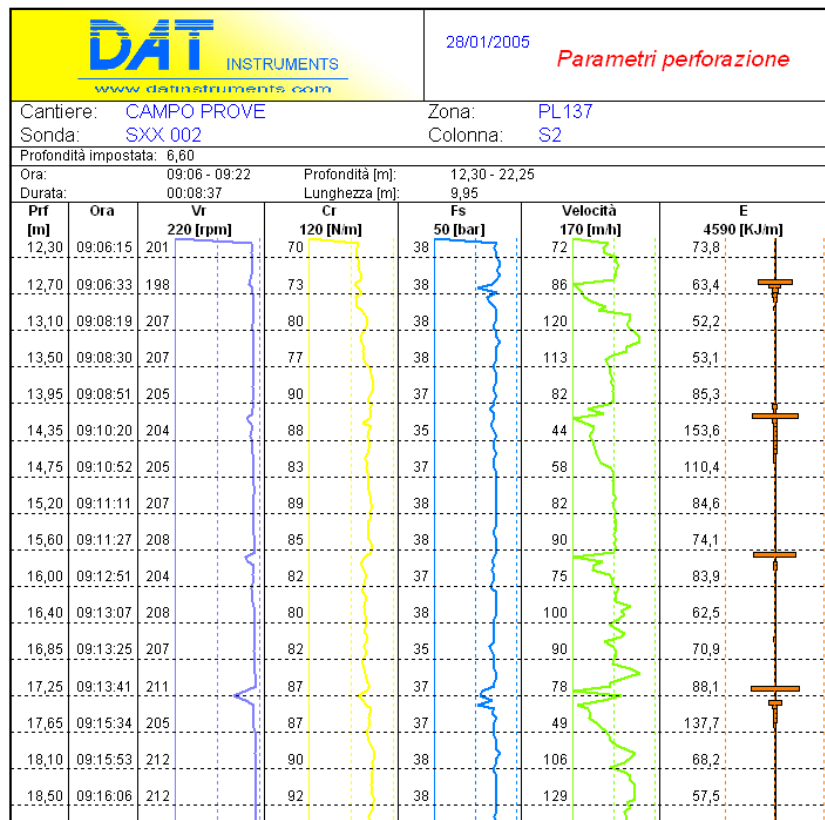 DAT INSTRUMENTS
www.datinstruments.com
28/01/2005
Parametri perforazione
Cantiere: CAMPO PROVE Zona: PL137
Sonda: SXX 002 Colonna: S2
Profondità impostata: 6,60
Ora: 09:06 - 09:22 Profondità [m]: 12,30 - 22,25
Durata: 00:08:37 Lunghezza [m]: 9,95
Prf Ora Vr Cr Fs Velocità E
[m] 220 [rpm] 120 [N/m] 50 [bar] 170 [m/h] 4590 [KJ/m]
12,30 09:06:15 201 70 38 72 73,8
12,70 09:06:33 198 73 38 86 63,4
13,10 09:08:19 207 80 38 120 52,2
13,50 09:08:30 207 77 38 113 53,1
13,95 09:08:51 205 90 37 82 85,3
14,35 09:10:20 204 88 35 44 153,6
14,75 09:10:52 205 83 37 58 110,4
15,20 09:11:11 207 89 38 82 84,6
15,60 09:11:27 208 85 38 90 74,1
16,00 09:12:51 204 82 37 75 83,9
16,40 09:13:07 208 80 38 100 62,5
16,85 09:13:25 207 82 35 90 70,9
17,25 09:13:41 211 87 37 78 88,1
17,65 09:15:34 205 87 37 49 137,7
18,10 09:15:53 212 90 38 106 68,2
18,50 09:16:06 212 92 38 129 57,5